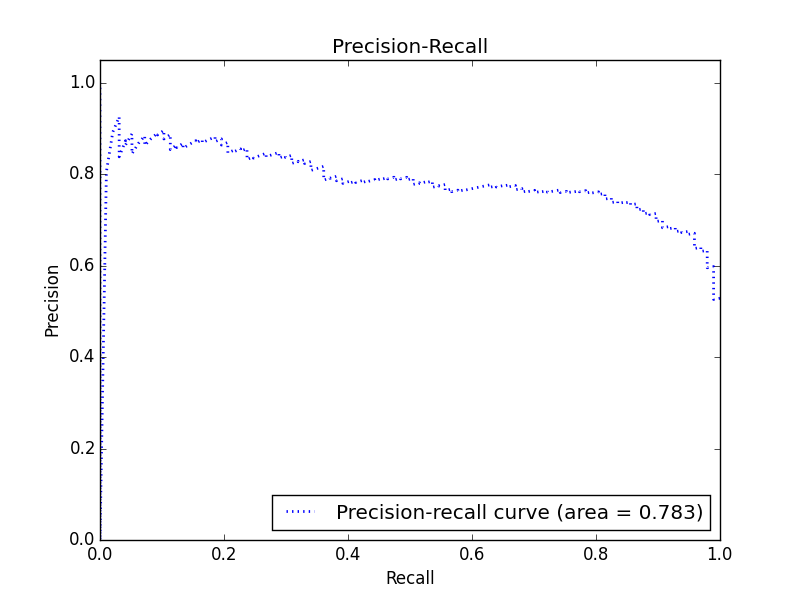 Precision-Recall
Precision
1.0
0.8
0.6
0.4
0.2
0.0
Precision-recall curve (area = 0.783)
0.0 0.2 0.4 0.6 0.8 1.0
Recall